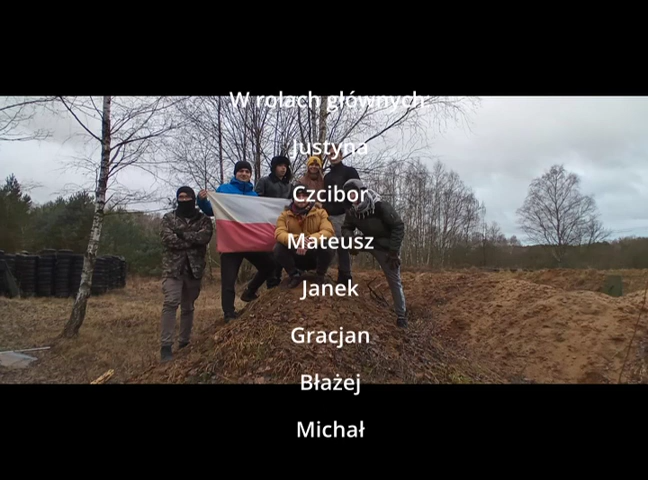 W rolach głównych:
Justyna
Czcibor
Mateusz
Janek
Gracjan
Błażej
Michał